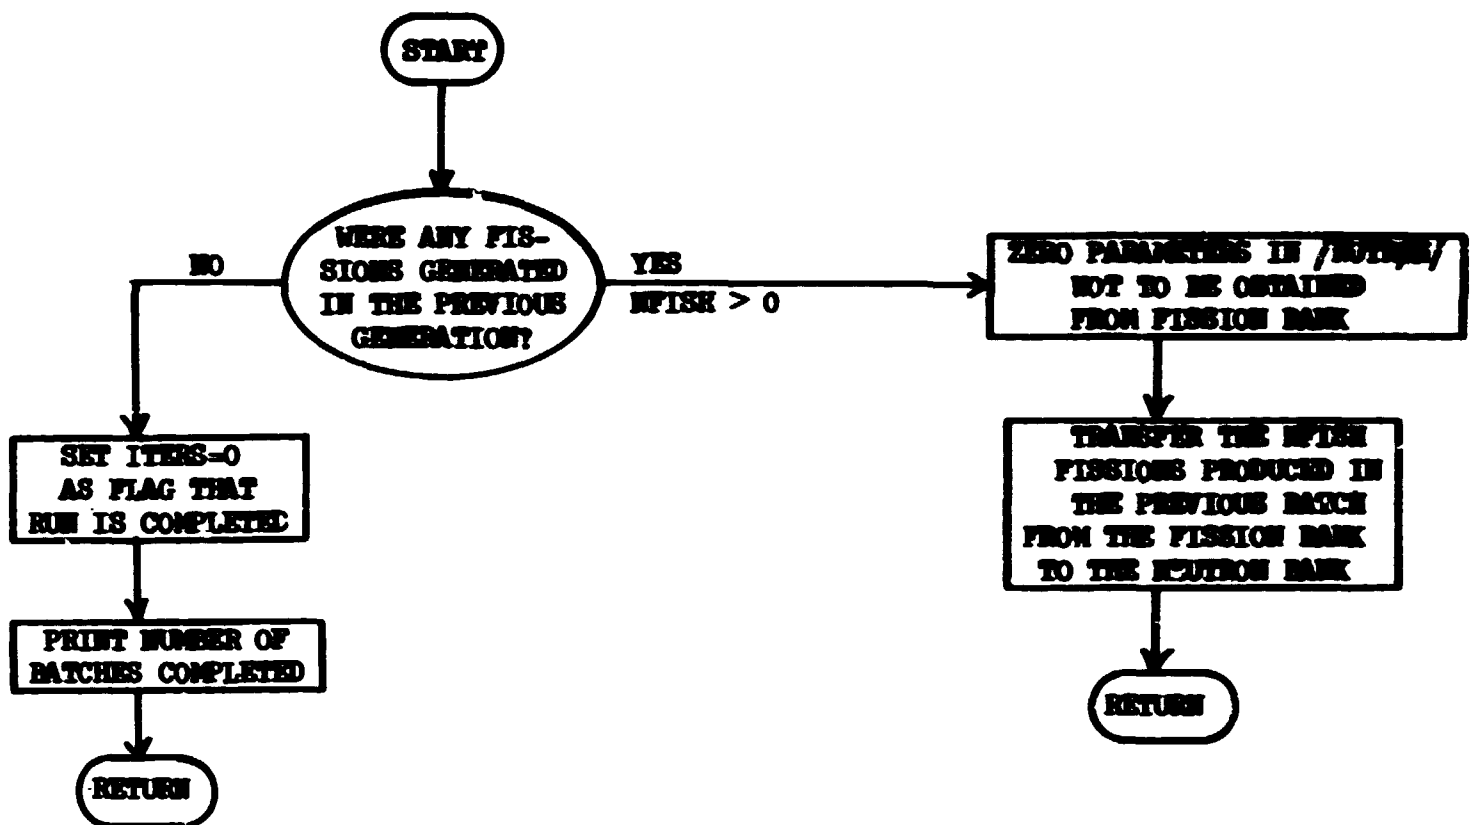 START
WERE ANY FIS-
SIONS GENERATED
IN THE PREVIOUS
GENERATION?
NO
YES
NFISH > 0
SET ITERS=0
AS FLAG THAT
RUN IS COMPLETED
PRINT NUMBER OF
BATCHES COMPLETED
RETURN
ZERO PARAMETERS IN
NOT TO BE OBTAINED
FROM FISSION BANK
TRANSFER THE NFISH
FISSIONS PRODUCED IN
THE PREVIOUS BATCH
FROM THE FISSION BANK
TO THE NEUTRON BANK
RETURN